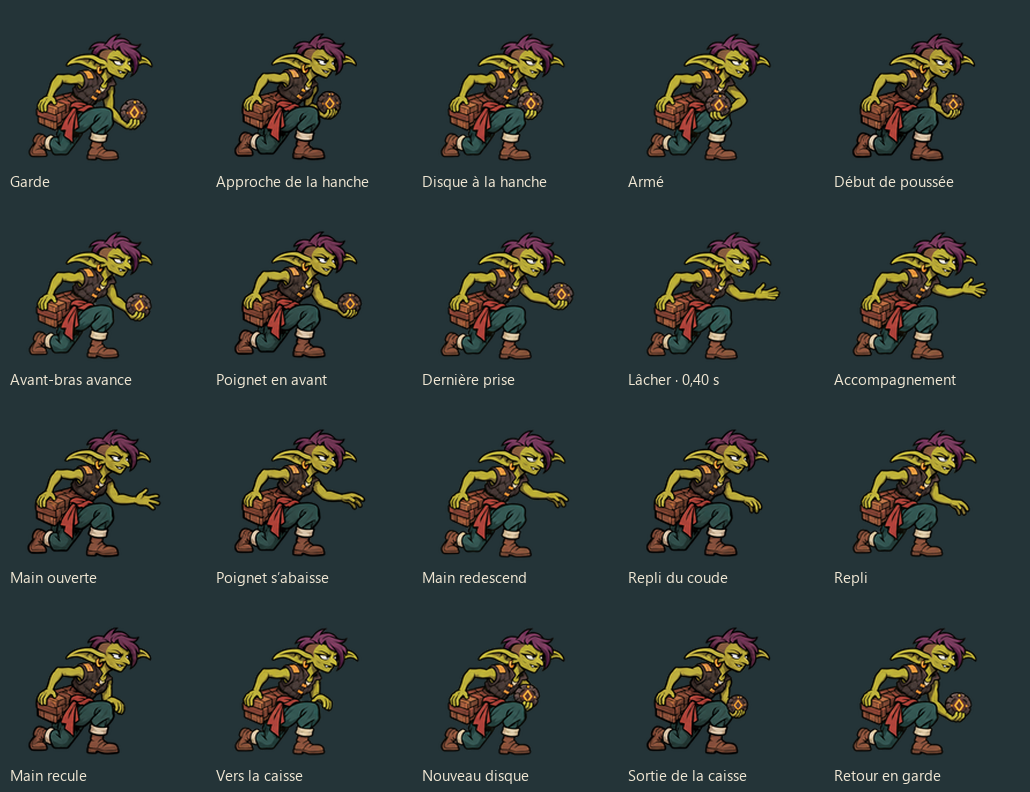 Garde
Approche de la hanche
Disque à la hanche
Armé
Début de poussée
Avant-bras avance
Poignet en avant
Dernière prise
Lâcher · 0,40 s
Accompagnement
Main ouverte
Poignet s’abaisse
Main redescend
Repli du coude
Repli
Main recule
Vers la caisse
Nouveau disque
Sortie de la caisse
Retour en garde